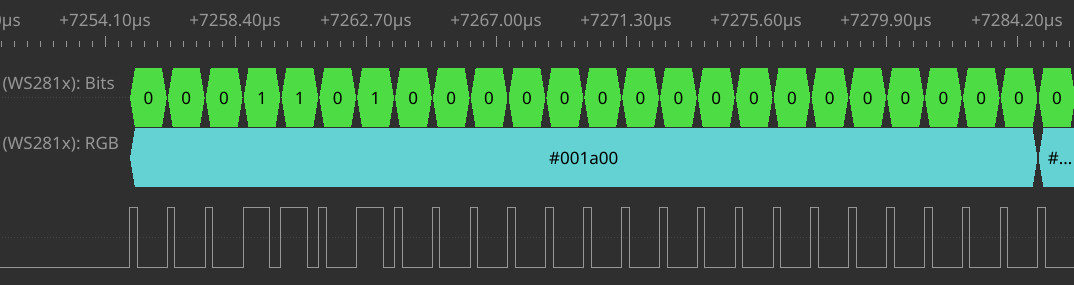 0µs +7254.10µs +7258.40µs +7262.70µs +7267.00µs +7271.30µs +7275.60µs +7279.90µs +7284.20µs
(WS281x): Bits 0 0 0 1 1 0 1 0 0 0 0 0 0 0 0 0 0 0 0 0 0 0 0 0 0
(WS281x): RGB #001a00 #...